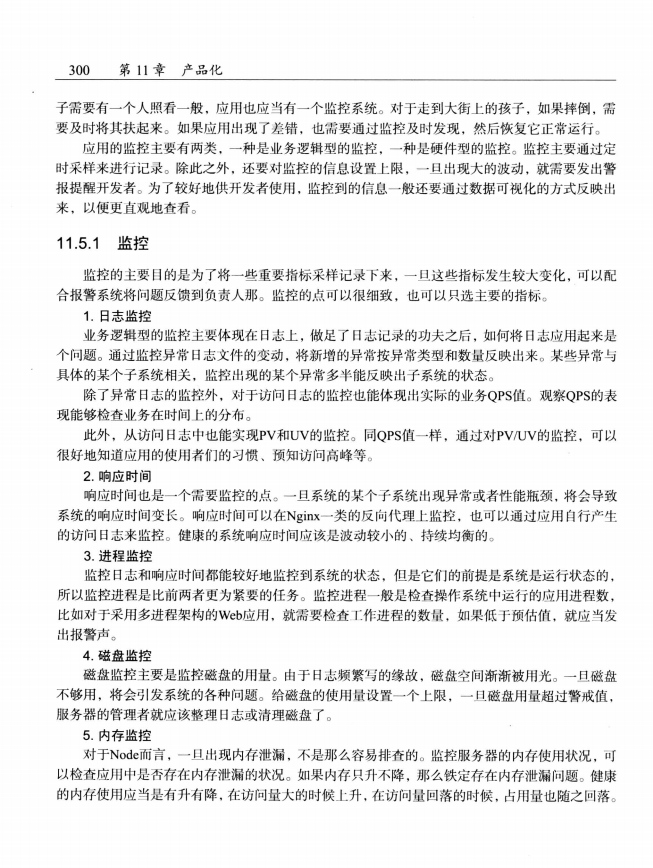 300 第 11 章 产品化
子需要有一个人照看一般，应用也应当有一个监控系统。对于走到大街上的孩子，如果摔倒，需
要及时将其扶起来。如果应用出现了差错，也需要通过监控及时发现，然后恢复它正常运行。
应用的监控主要有两类，一种是业务逻辑型的监控，一种是硬件型的监控。监控主要通过定
时采样来进行记录。除此之外，还要对监控的信息设置上限，一旦出现大的波动，就需要发出警
报提醒开发者。为了较好地供开发者使用，监控到的信息一般还要通过数据可视化的方式反映出
来，以便更直观地查看。
11.5.1 监控
监控的主要目的是为了将一些重要指标采样记录下来，一旦这些指标发生较大变化，可以配
合报警系统将问题反馈到负责人那。监控的点可以很细致，也可以只选主要的指标。
1. 日志监控
业务逻辑型的监控主要体现在日志上，做足了日志记录的功夫之后，如何将日志应用起来是
个问题。通过监控异常日志文件的变动，将新增的异常按异常类型和数量反映出来。某些异常与
具体的某个子系统相关，监控出现的某个异常多半能反映出子系统的状态。
除了异常日志的监控外，对于访问日志的监控也能体现出实际的业务QPS值。观察QPS的表
现能够检查业务在时间上的分布。
此外，从访问日志中也能实现PV和UV的监控。同QPS值一样，通过对PV/UV的监控，可以
很好地知道应用的使用者们的习惯、预知访问高峰等。
2. 响应时间
响应时间也是一个需要监控的点。一旦系统的某个子系统出现异常或者性能瓶颈，将会导致
系统的响应时间变长。响应时间可以在Nginx一类的反向代理上监控，也可以通过应用自行产生
的访问日志来监控。健康的系统响应时间应该是波动较小的、持续均衡的。
3. 进程监控
监控日志和响应时间都能较好地监控到系统的状态，但是它们的前提是系统是运行状态的，
所以监控进程是比前两者更为紧要的任务。监控进程一般是检查操作系统中运行的应用进程数，
比如对于采用多进程架构的Web应用，就需要检查工作进程的数量，如果低于预估值，就应当发
出报警声。
4. 磁盘监控
磁盘监控主要是监控磁盘的用量。由于日志频繁写的缘故，磁盘空间渐渐被用光。一旦磁盘
不够用，将会引发系统的各种问题。给磁盘的使用量设置一个上限，一旦磁盘用量超过警戒值，
服务器的管理者就应该整理日志或清理磁盘了。
5. 内存监控
对于Node而言，一旦出现内存泄漏，不是那么容易排查的。监控服务器的内存使用状况，可
以检查应用中是否存在内存泄漏的状况。如果内存只升不降，那么铁定存在内存泄漏问题。健康
的内存使用应当是有升有降，在访问量大的时候上升，在访问量回落的时候，占用量也随之回落。